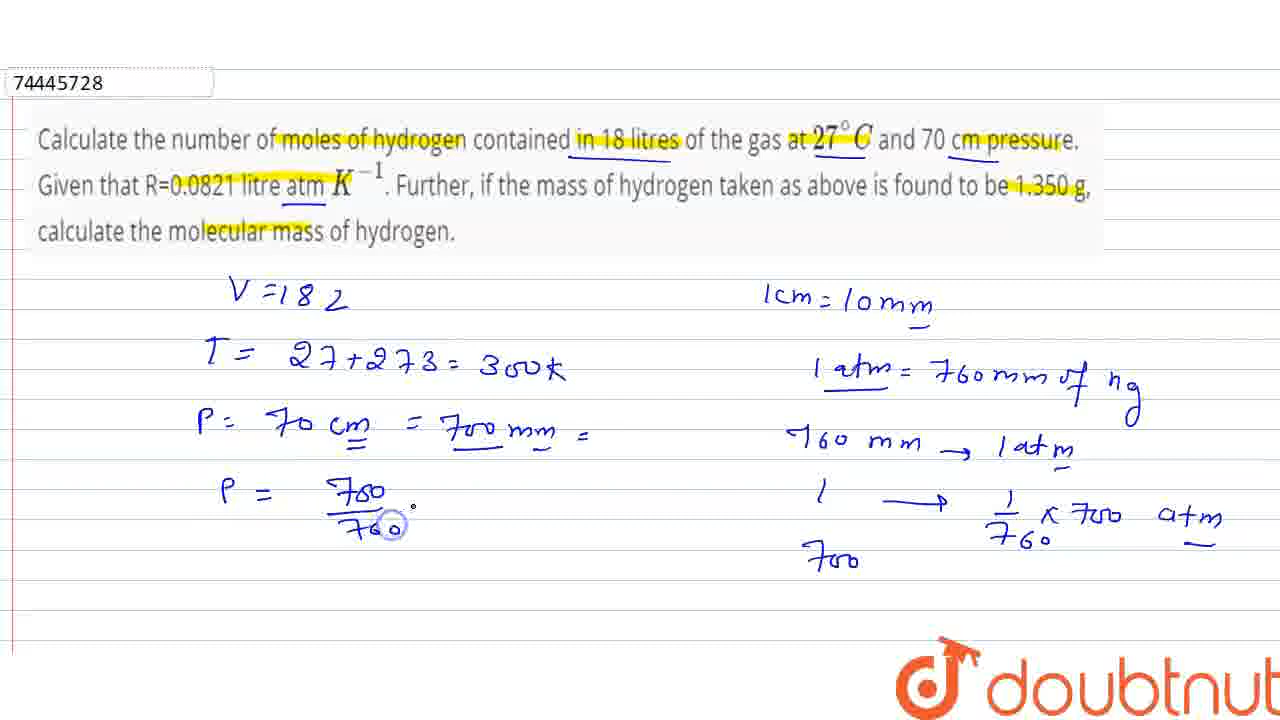 74445728
Calculate the number of moles of hydrogen contained in 18 litres of the gas at 27°C and 70 cm pressure.
Given that R=0.0821 litre atm K⁻¹. Further, if the mass of hydrogen taken as above is found to be 1.350 g,
calculate the molecular mass of hydrogen.
V = 18 L
1cm = 10mm
T = 27+273 = 300K
1 atm = 760mm of Hg
P = 70 cm = 700 mm =
760 mm → 1 atm
P = 700/760
1 → 1/760 × 700 atm
700
doubtnut